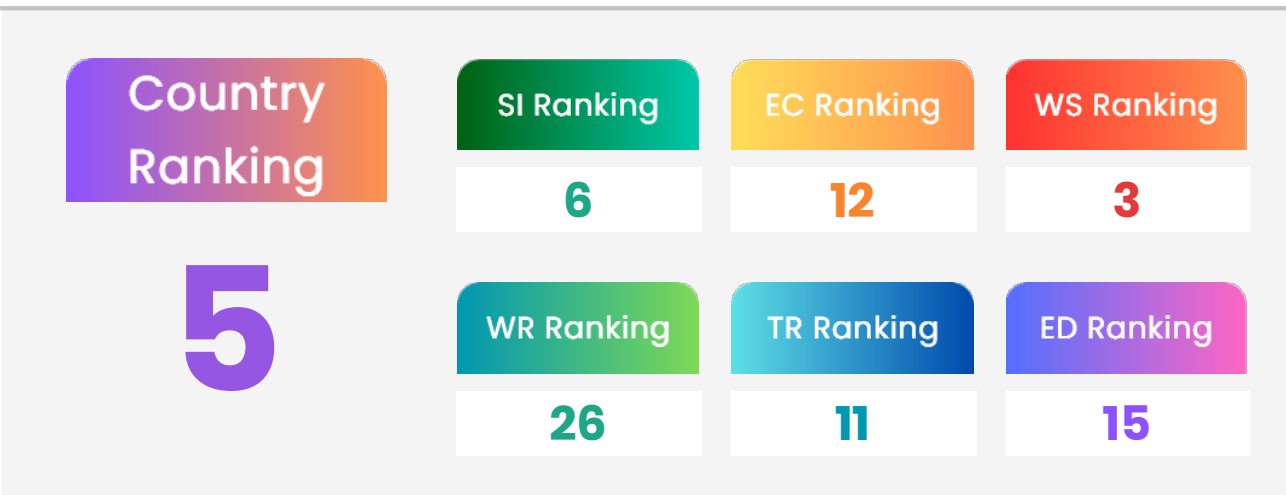 Country
Ranking
5
SI Ranking
6
EC Ranking
12
WS Ranking
3
WR Ranking
26
TR Ranking
11
ED Ranking
15